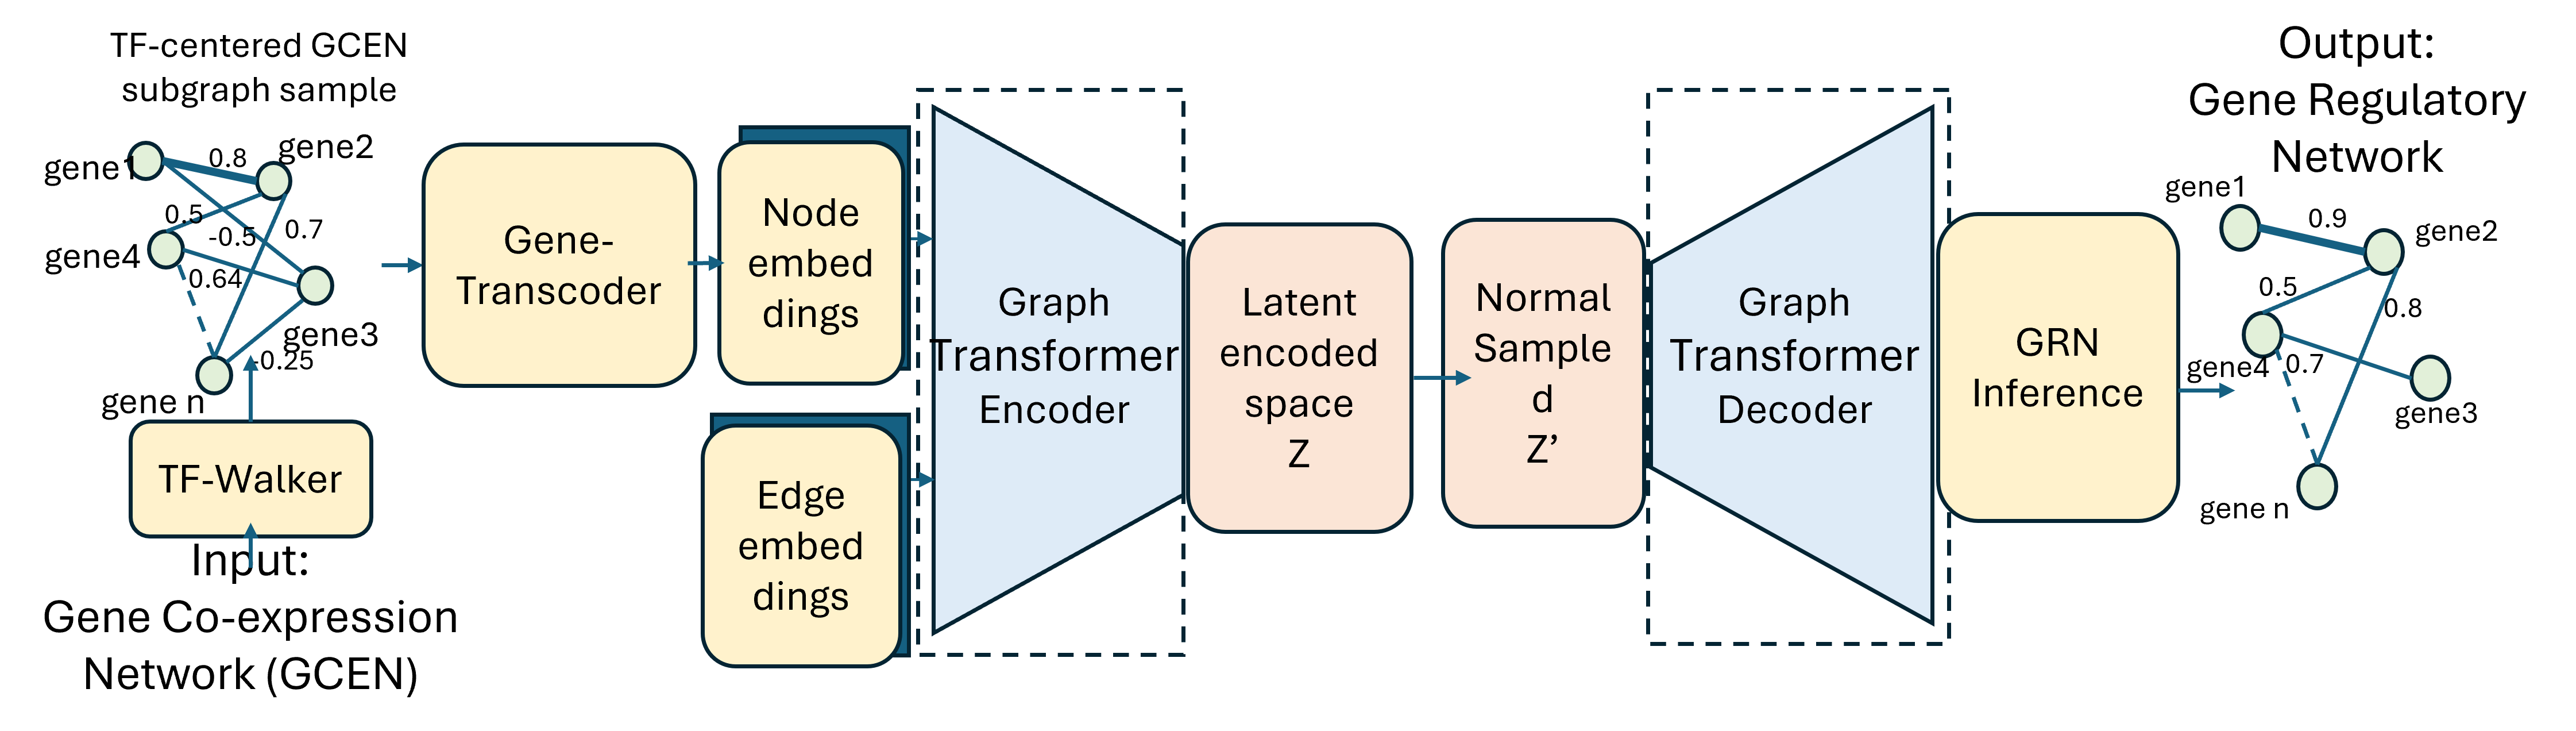 TF-centered GCEN
subgraph sample
gene1
0.8
gene2
0.5
-0.5
0.7
gene4
0.64
gene3
-0.25
gene n
TF-Walker
Input:
Gene Co-expression
Network (GCEN)
Gene-
Transcoder
Node
embed
dings
Edge
embed
dings
Graph
Transformer
Encoder
Latent
encoded
space
Z
Normal
Sample
d
Z’
Graph
Transformer
Decoder
GRN
Inference
Output:
Gene Regulatory
Network
gene1
0.9
gene2
0.5
0.8
gene4
0.7
gene3
gene n